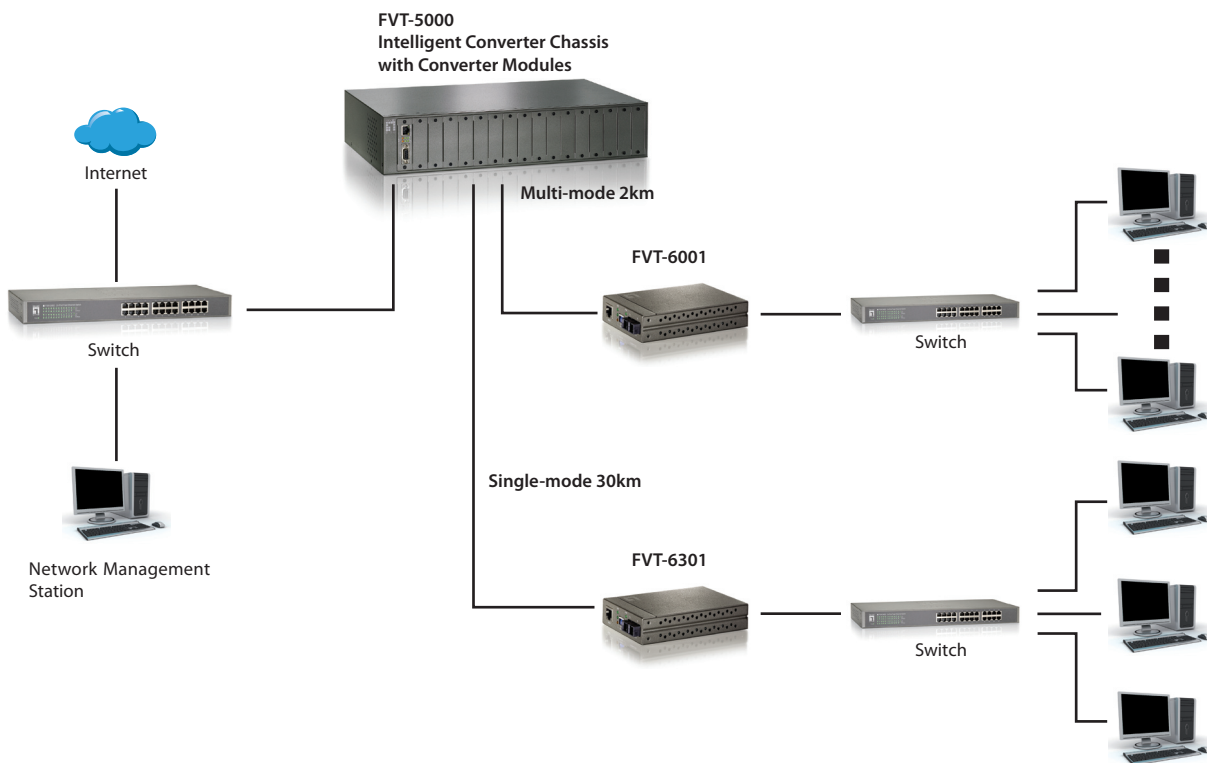 FVT-5000
Intelligent Converter Chassis
with Converter Modules
Internet
Multi-mode 2km
FVT-6001
Switch
Switch
Single-mode 30km
Network Management
Station
FVT-6301
Switch